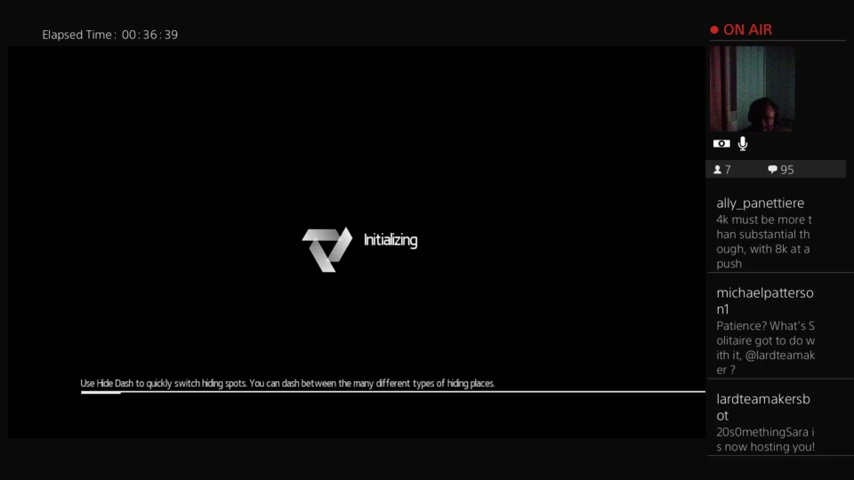 Elapsed Time: 00:36:39
ON AIR
7
95
ally_panettiere
4k must be more t
han substantial th
ough, with 8k at a
push
michaelpatterso
n1
Patience? What's S
olitaire got to do w
ith it, @lardteamak
er ?
lardteamakersb
ot
20s0methingSara i
s now hosting you!
Initializing
Use Hide Dash to quickly switch hiding spots. You can dash between the many different types of hiding places.